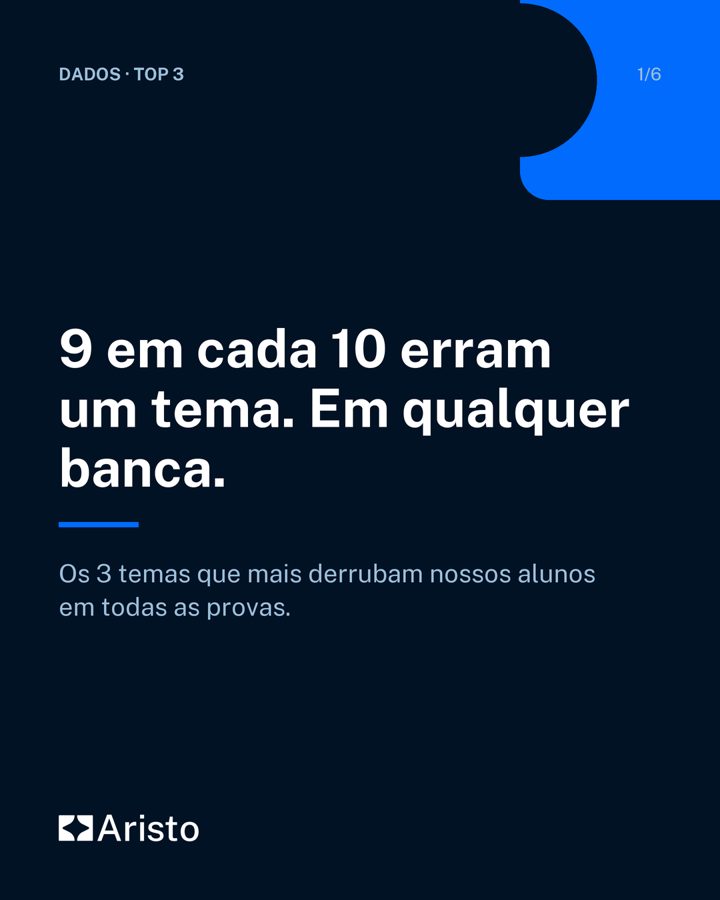 DADOS · TOP 3
1/6
9 em cada 10 erram
um tema. Em qualquer
banca.
Os 3 temas que mais derrubam nossos alunos
em todas as provas.
Aristo